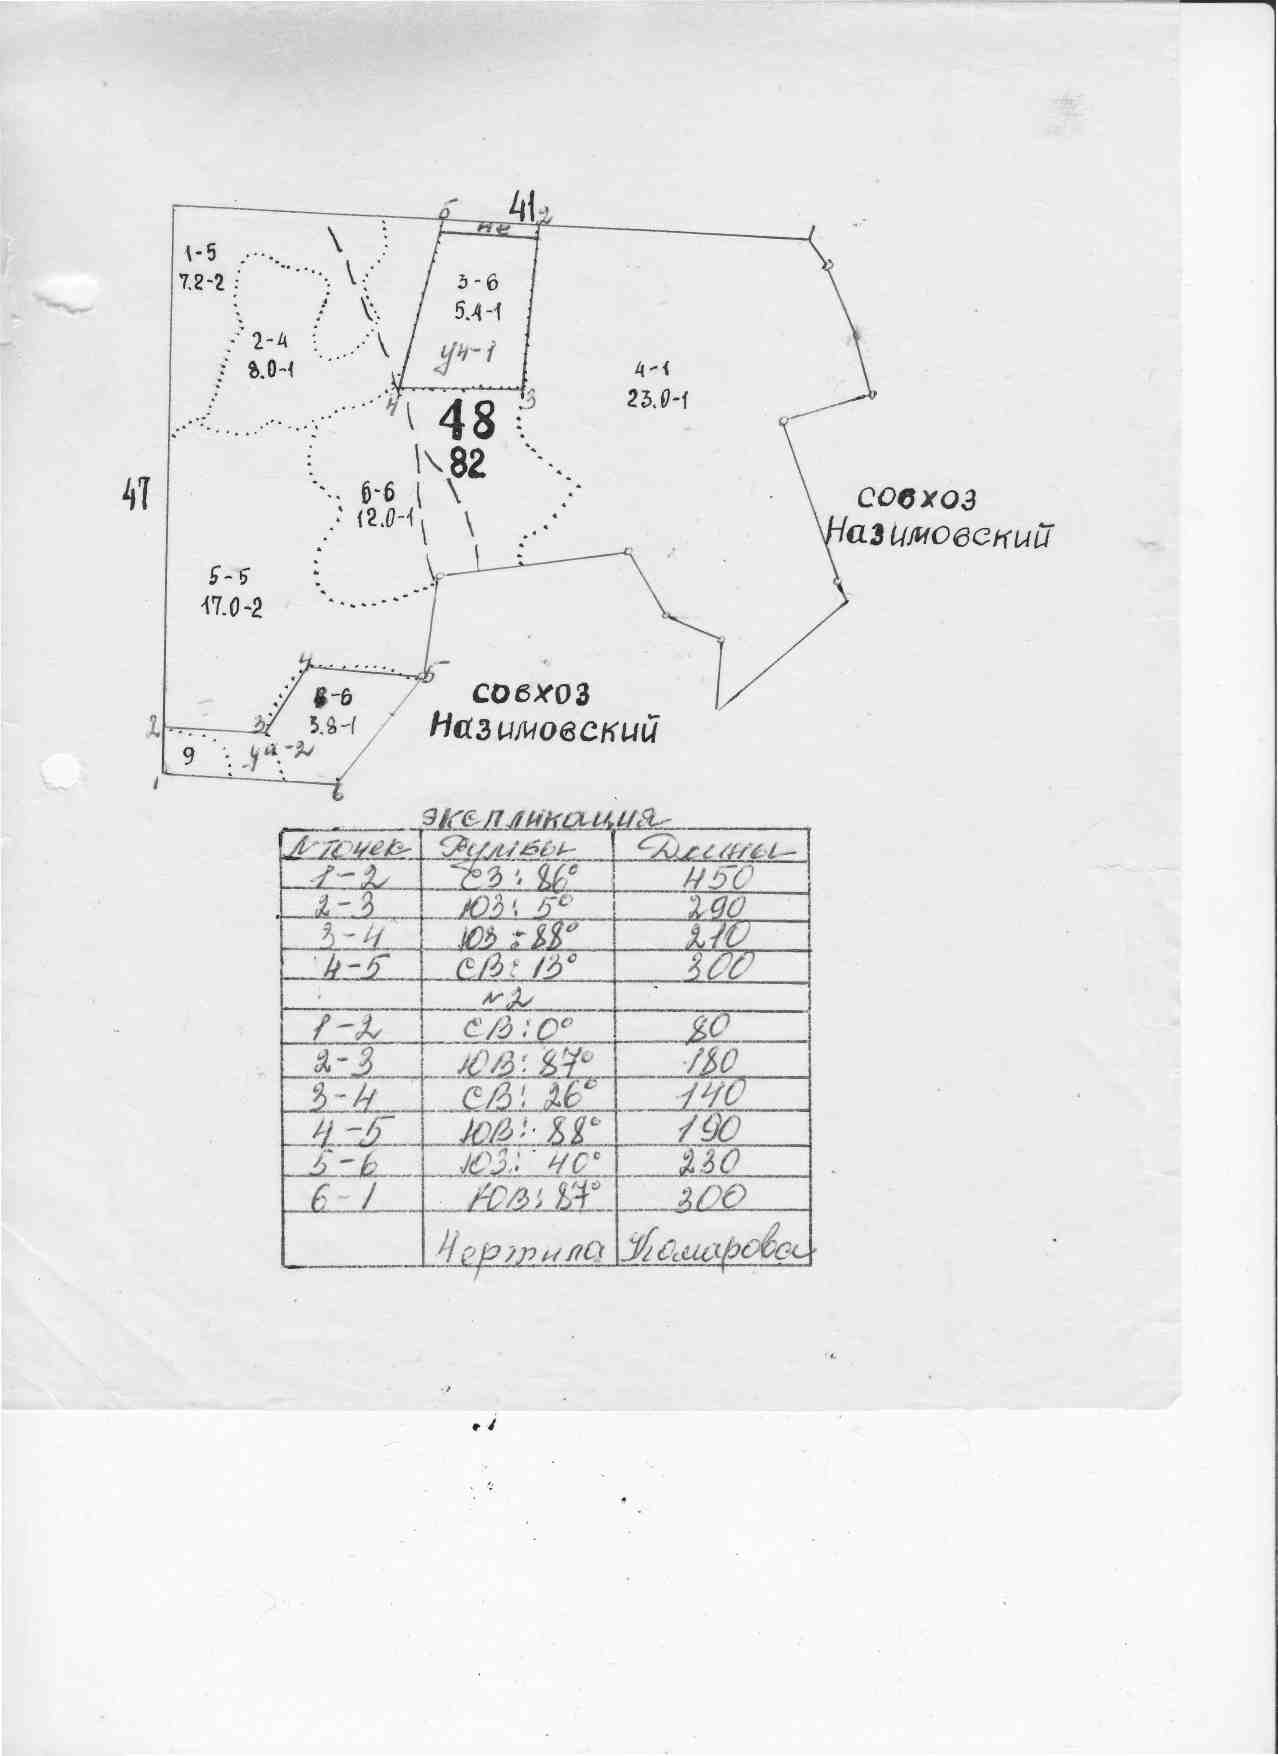 5 41 2 1
не
1-5
7.2-2
3-6
5.4-1
уч-1
2-4
8.0-1
4-1
23.0-1
4 3
48
82
47
6-6
12.0-1
совхоз
Назимовский
5-5
17.0-2
4 5
8-6
3.8-1
совхоз
Назимовский
2 3
уч-2
9
1 6
экспликация
N точек Румбы Длины
1-2 СЗ: 86° 450
2-3 ЮЗ: 5° 290
3-4 ЮЗ: 88° 210
4-5 СВ: 13° 300
N2
1-2 СВ: 0° 80
2-3 ЮВ: 87° 180
3-4 СВ: 26° 140
4-5 ЮВ: 88° 190
5-6 ЮЗ: 40° 230
6-1 ЮВ: 87° 300
Чертила Комарова